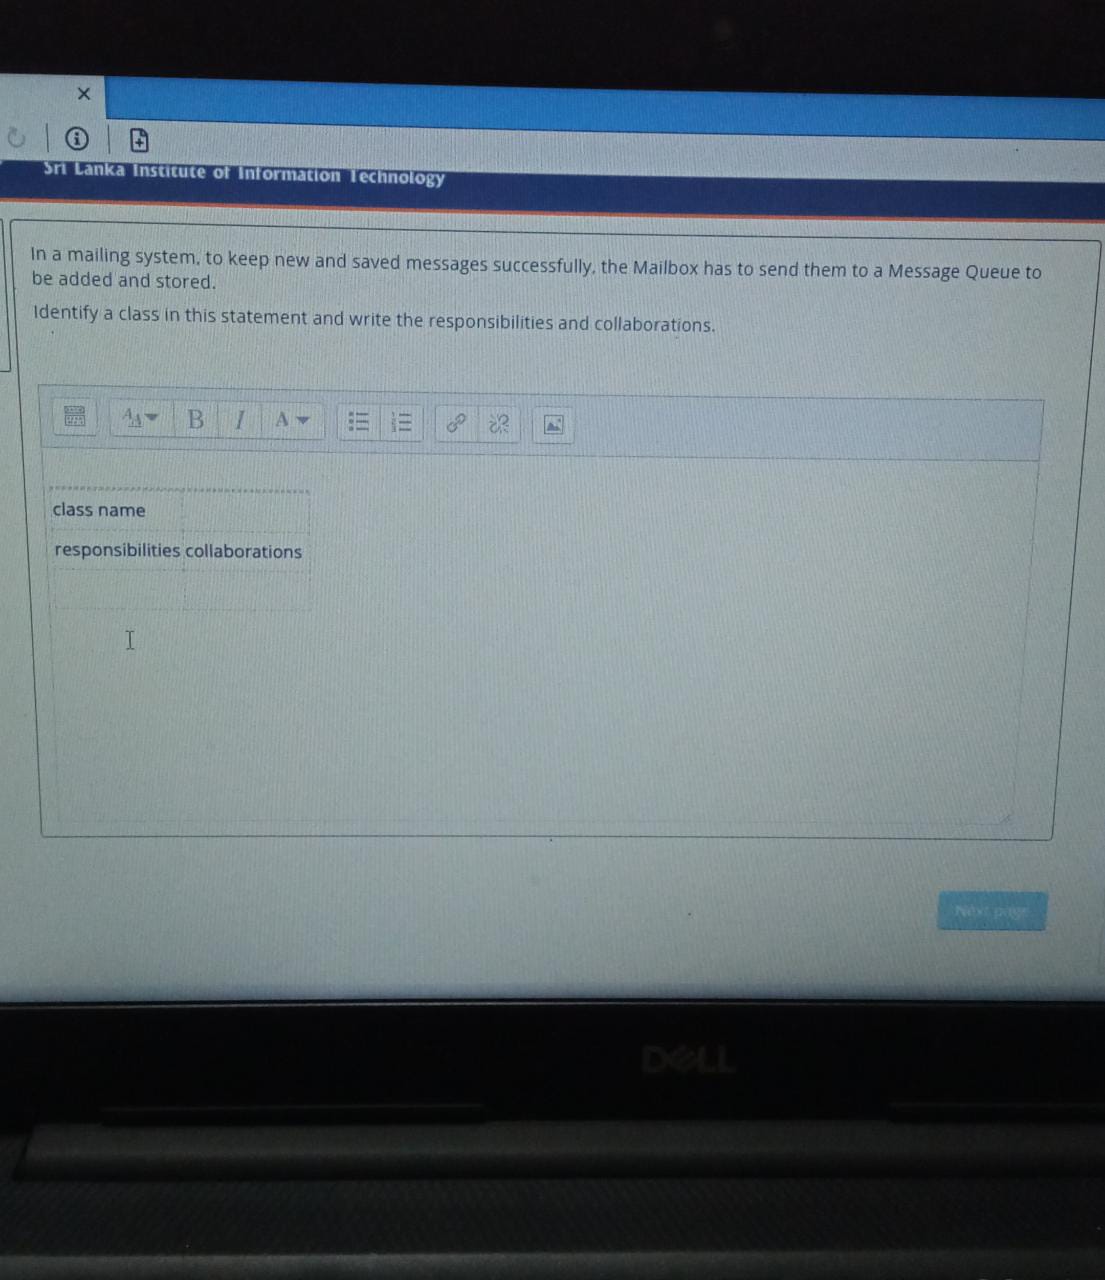 Sri Lanka Institute of Information Technology
In a mailing system, to keep new and saved messages successfully, the Mailbox has to send them to a Message Queue to
be added and stored.
Identify a class in this statement and write the responsibilities and collaborations.
B I A
class name
responsibilities collaborations
Next page
DELL